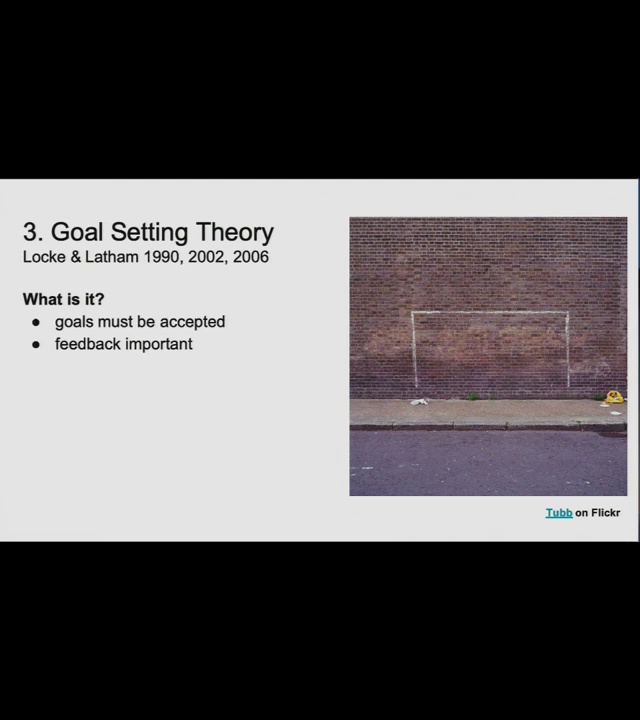 3. Goal Setting Theory
Locke & Latham 1990, 2002, 2006
What is it?
● goals must be accepted
● feedback important
Tubb on Flickr